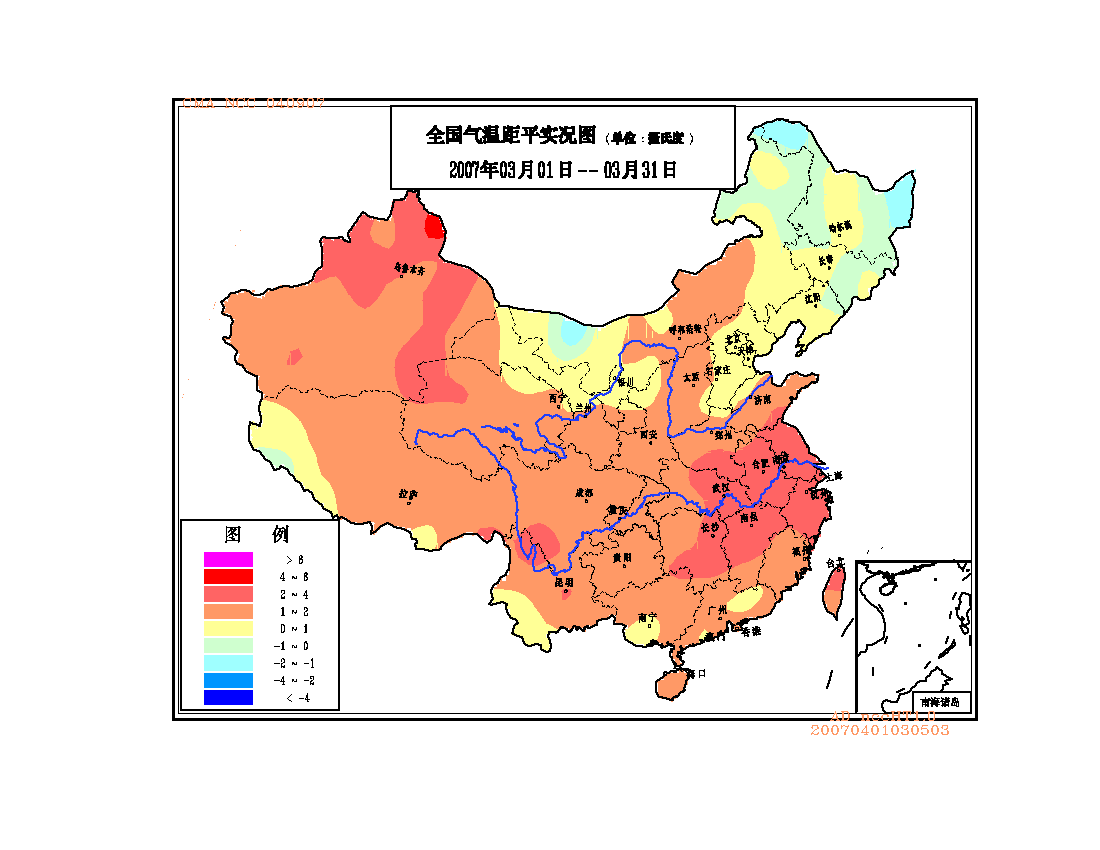 CMA NCC 040902
全国气温距平实况图 (单位:摄氏度)
2007年03月01日--03月31日
哈尔滨
长春
沈阳
乌鲁木齐
呼和浩特
北京
天津
石家庄
太原
银川
济南
西宁
兰州
西安
郑州
合肥
南京
上海
拉萨
成都
武汉
杭州
重庆
长沙
南昌
贵阳
福州
昆明
台北
广州
南宁
澳门
香港
海口
图 例
> 6
4 ~ 6
2 ~ 4
1 ~ 2
0 ~ 1
-1 ~ 0
-2 ~ -1
-4 ~ -2
< -4
南海诸岛
20070401030503